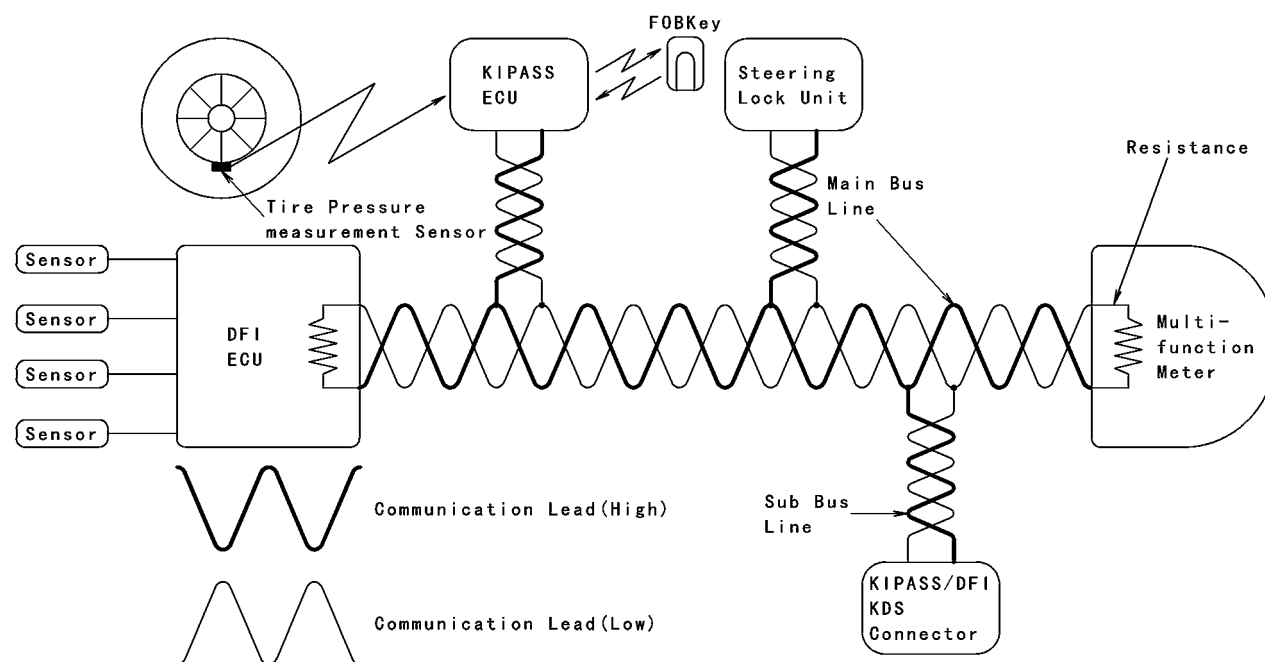 FOBKey
KIPASS
ECU
Steering
Lock Unit
Resistance
Main Bus
Line
Tire Pressure
measurement Sensor
Sensor
Sensor
Sensor
Sensor
DFI
ECU
Multi-
function
Meter
Communication Lead(High)
Sub Bus
Line
KIPASS/DFI
KDS
Connector
Communication Lead(Low)